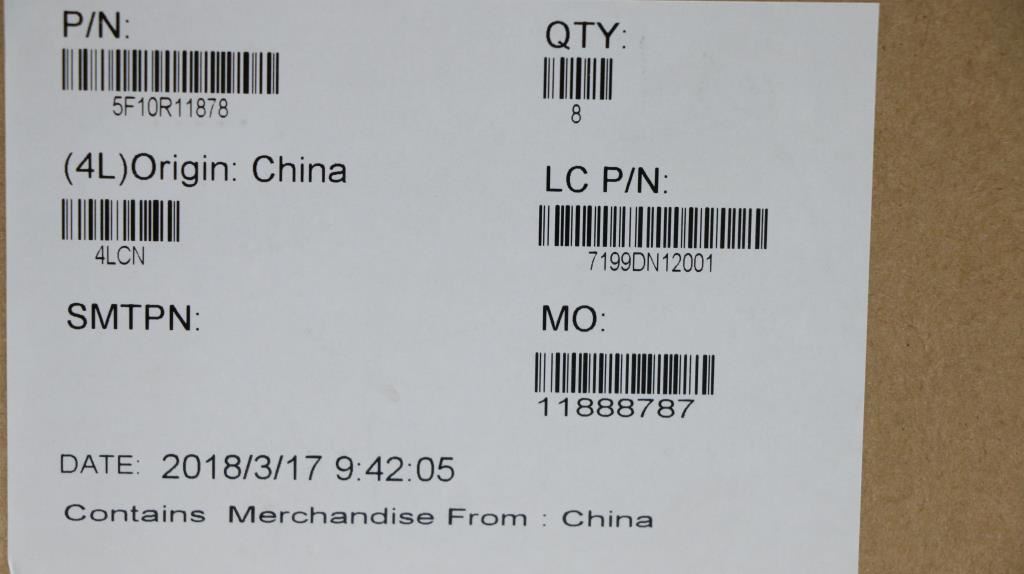 P/N:
5F10R11878
QTY:
8
(4L)Origin: China
4LCN
LC P/N:
7199DN12001
SMTPN:
MO:
11888787
DATE: 2018/3/17 9:42:05
Contains Merchandise From : China